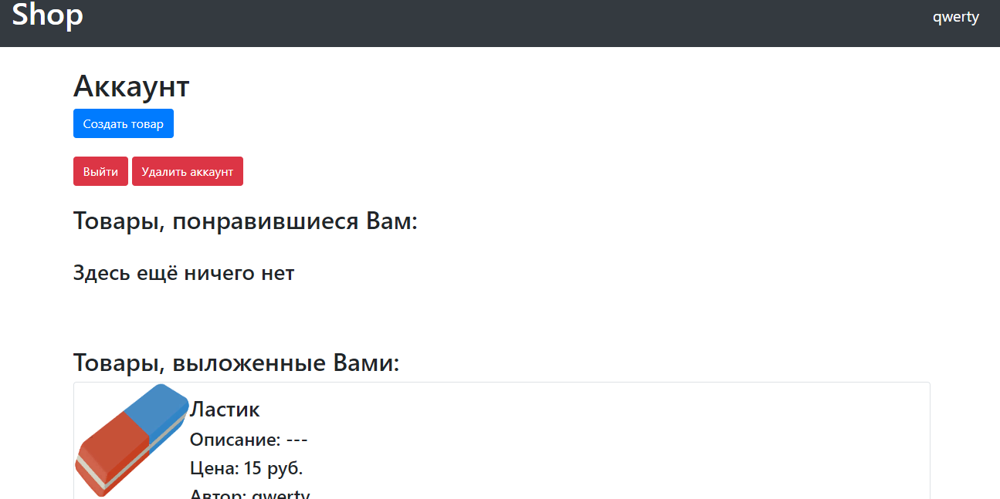 Shop
qwerty
Аккаунт
Создать товар
Выйти Удалить аккаунт
Товары, понравившиеся Вам:
Здесь ещё ничего нет
Товары, выложенные Вами:
Ластик
Описание: ---
Цена: 15 руб.
Автор: qwerty